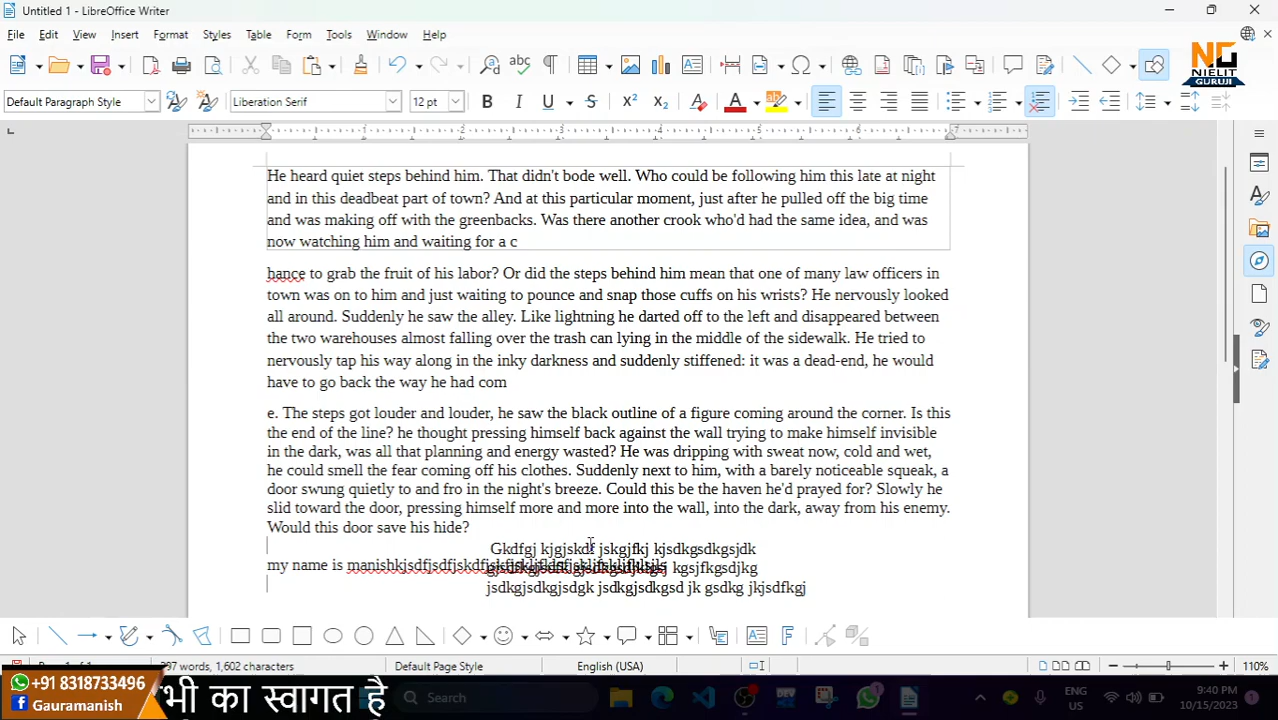 Untitled 1 - LibreOffice Writer
File Edit View Insert Format Styles Table Form Tools Window Help
NIELIT
GURUJI
Default Paragraph Style Liberation Serif 12 pt
He heard quiet steps behind him. That didn't bode well. Who could be following him this late at night
and in this deadbeat part of town? And at this particular moment, just after he pulled off the big time
and was making off with the greenbacks. Was there another crook who'd had the same idea, and was
now watching him and waiting for a c
hance to grab the fruit of his labor? Or did the steps behind him mean that one of many law officers in
town was on to him and just waiting to pounce and snap those cuffs on his wrists? He nervously looked
all around. Suddenly he saw the alley. Like lightning he darted off to the left and disappeared between
the two warehouses almost falling over the trash can lying in the middle of the sidewalk. He tried to
nervously tap his way along in the inky darkness and suddenly stiffened: it was a dead-end, he would
have to go back the way he had com
e. The steps got louder and louder, he saw the black outline of a figure coming around the corner. Is this
the end of the line? he thought pressing himself back against the wall trying to make himself invisible
in the dark, was all that planning and energy wasted? He was dripping with sweat now, cold and wet,
he could smell the fear coming off his clothes. Suddenly next to him, with a barely noticeable squeak, a
door swung quietly to and fro in the night's breeze. Could this be the haven he'd prayed for? Slowly he
slid toward the door, pressing himself more and more into the wall, into the dark, away from his enemy.
Would this door save his hide?
Gkdfgj jskgjfkj kjsdkgsdkgsjdk
my name is
kgsjfkgsdjkg
jsdkgjsdkgjsdgk jsdkgjsdkgsd jk gsdkg jkjsdfkgj
words, 1,602 characters Default Page Style English (USA) 110%
+91 8318733496
Gauramanish
भी का स्वागत है
Search
ENG
US
9:40 PM
10/15/2023